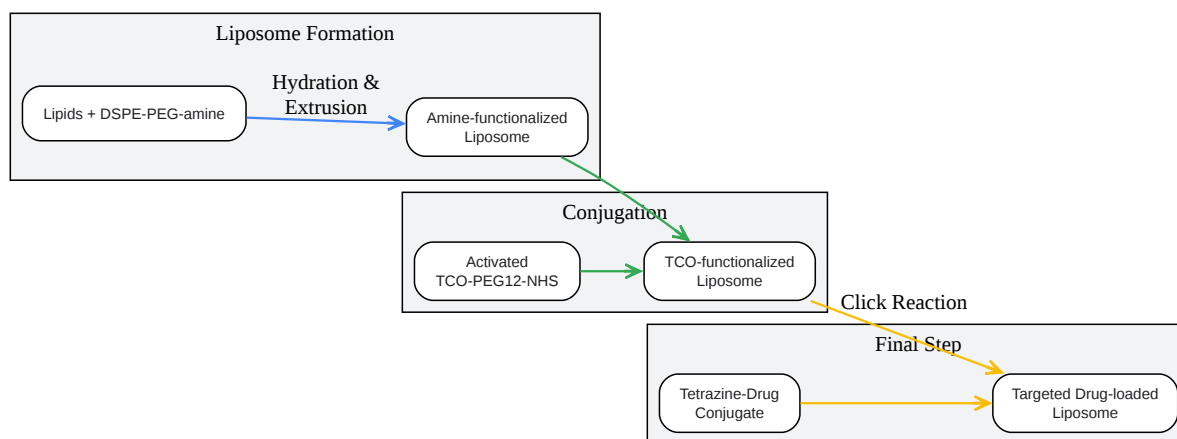 Liposome Formation
Lipids + DSPE-PEG-amine
Hydration &
Extrusion
Amine-functionalized
Liposome
Conjugation
Activated
TCO-PEG12-NHS
TCO-functionalized
Liposome
Click Reaction
Final Step
Tetrazine-Drug
Conjugate
Targeted Drug-loaded
Liposome